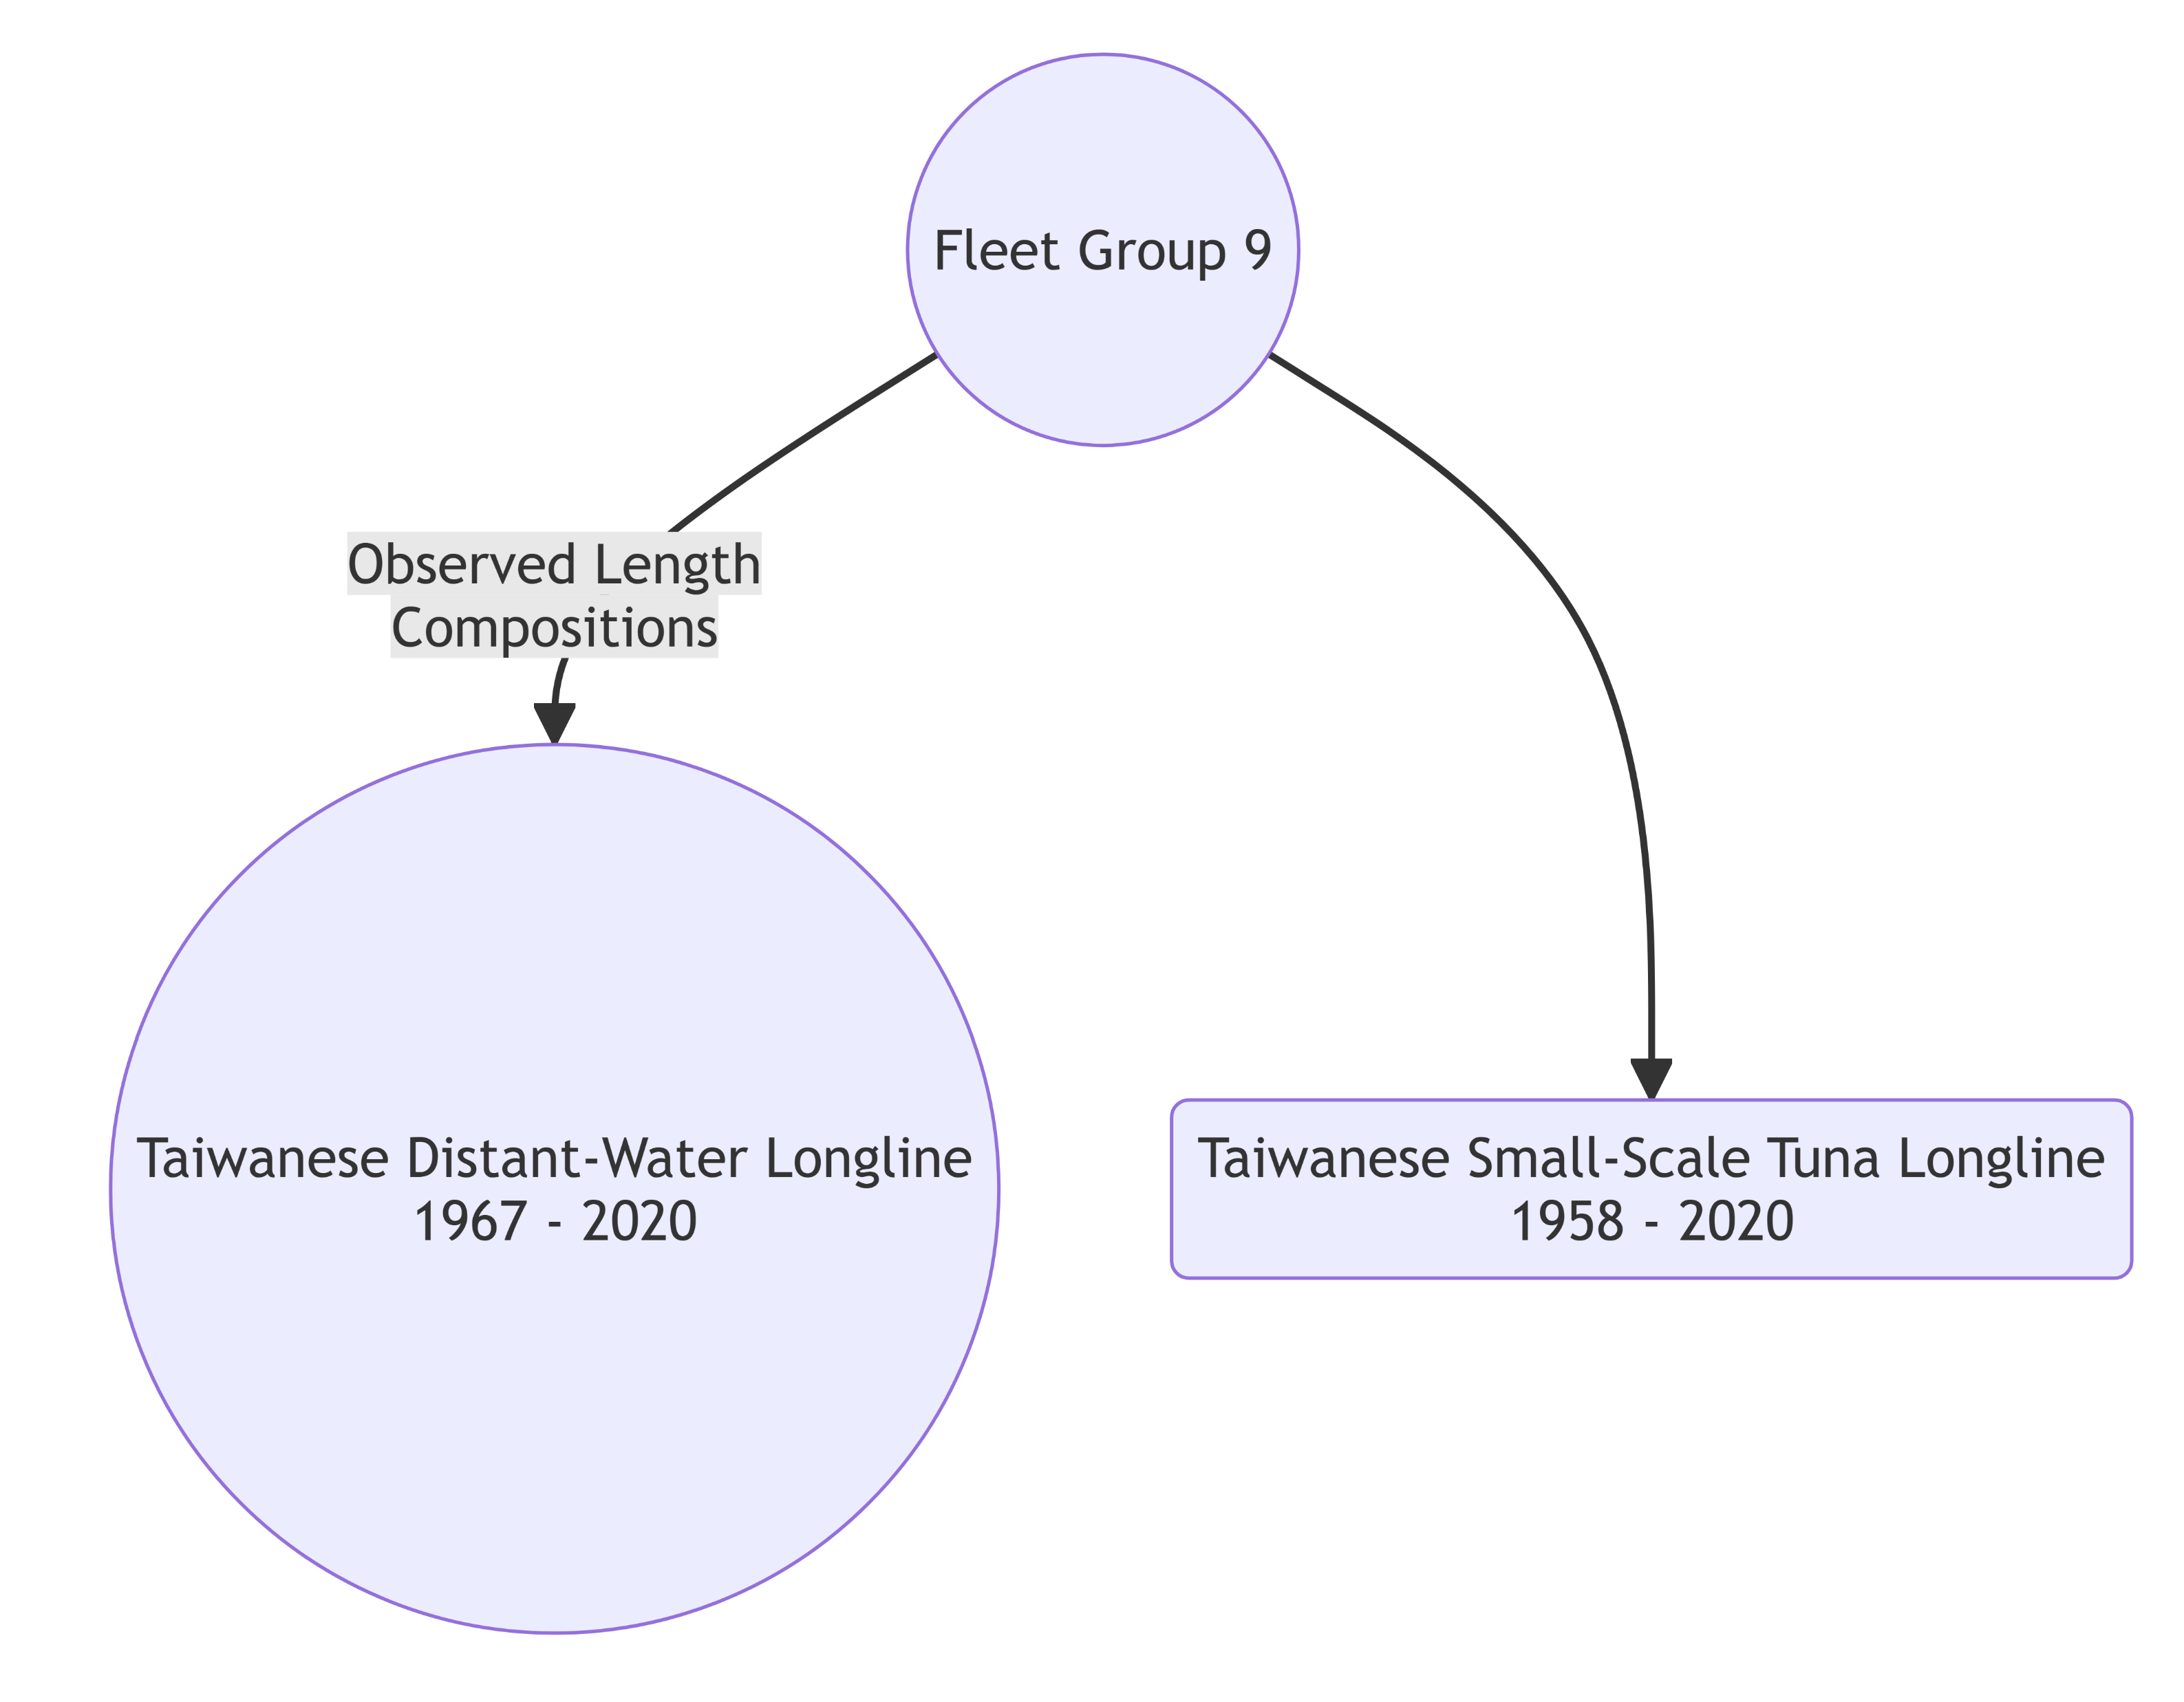 Fleet Group 9
Observed Length
Compositions
Taiwanese Distant-Water Longline
1967 - 2020
Taiwanese Small-Scale Tuna Longline
1958 - 2020